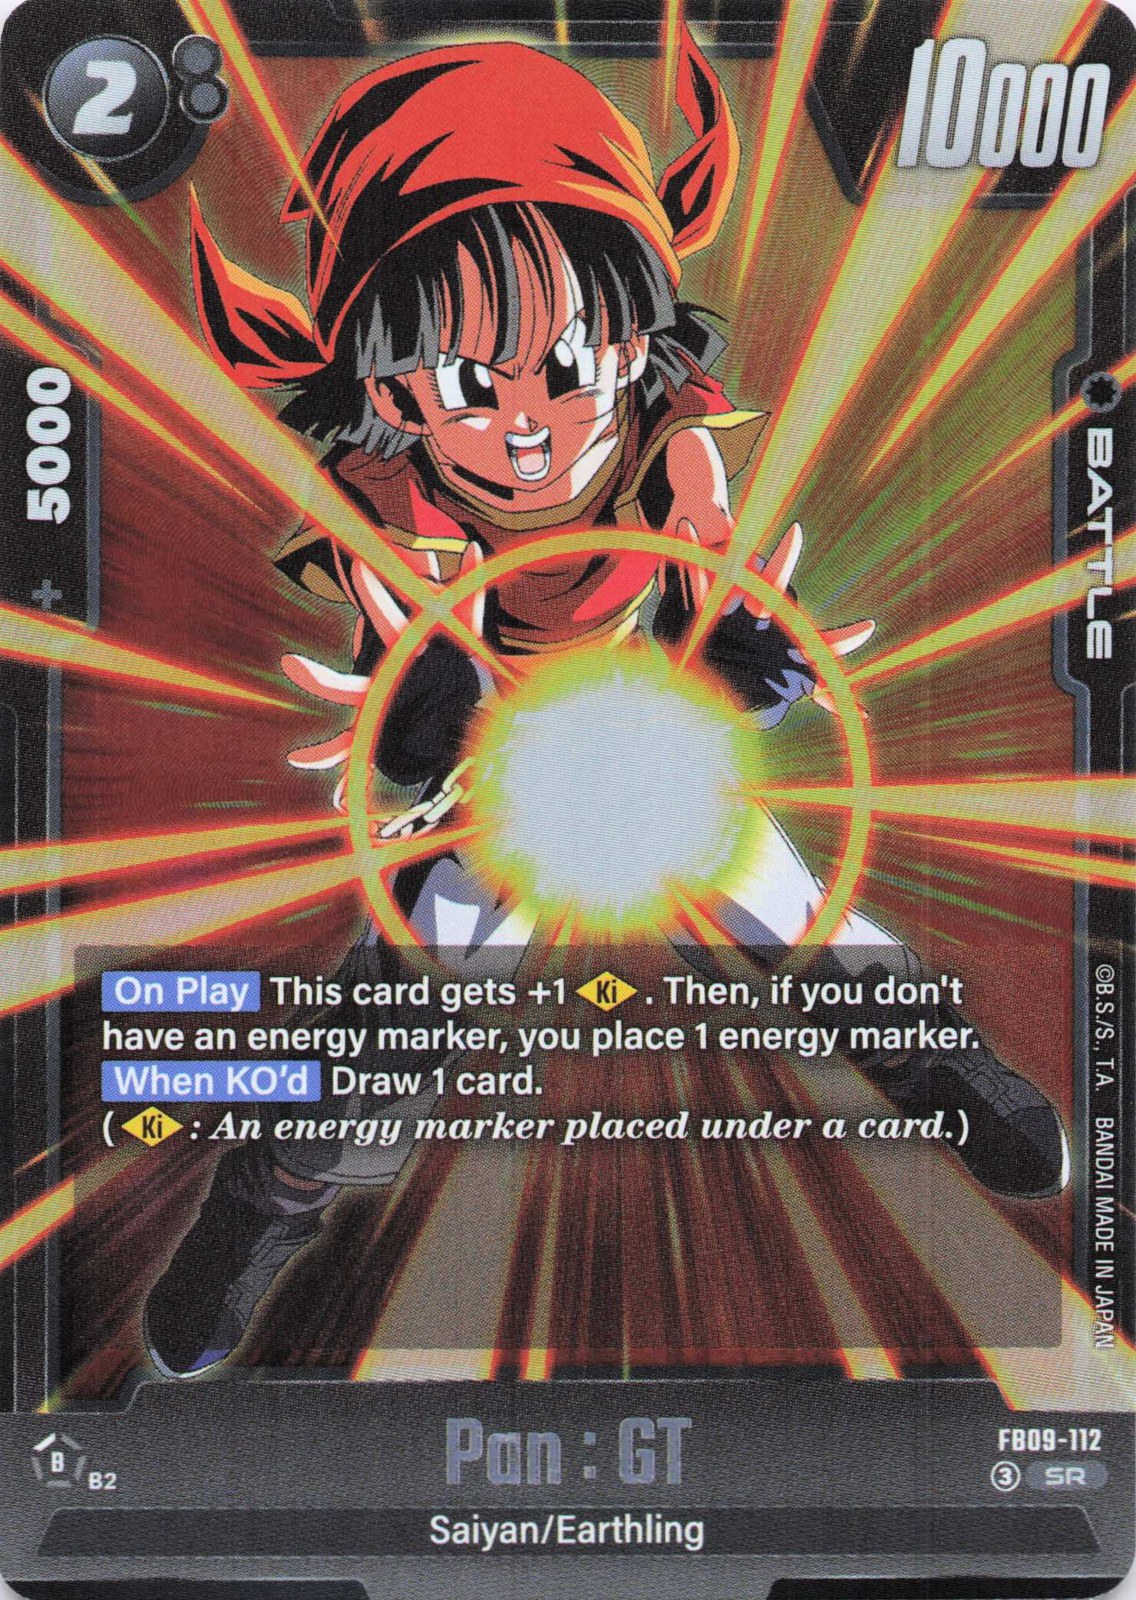 2
10000
5000
+
BATTLE
On Play This card gets +1 Ki . Then, if you don't
have an energy marker, you place 1 energy marker.
When KO'd Draw 1 card.
( Ki : An energy marker placed under a card.)
©B.S./S., T.A BANDAI MADE IN JAPAN
Pan : GT
FB09-112
B
B2
3 SR
Saiyan/Earthling